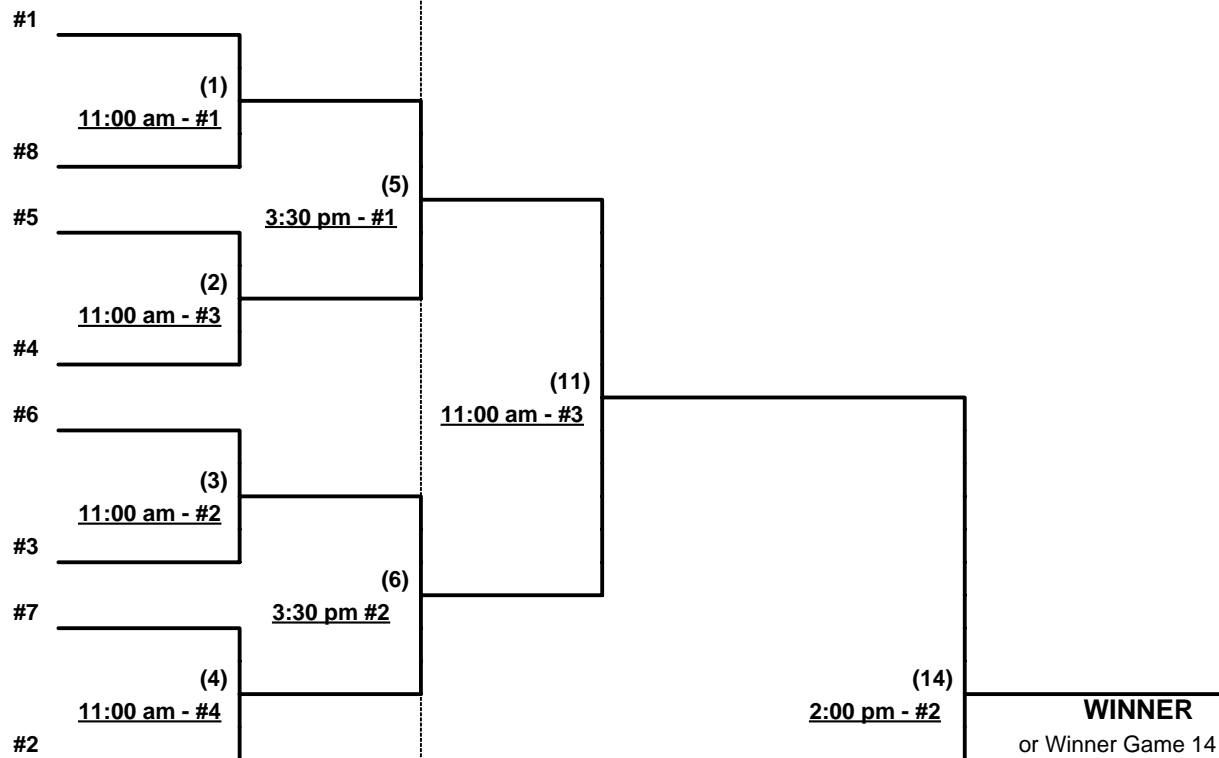 #1
(1)
11:00 am - #1
#8
(5)
#5
3:30 pm - #1
(2)
11:00 am - #3
#4
(11)
#6
11:00 am - #3
(3)
11:00 am - #2
#3
(6)
#7
3:30 pm #2
(4)
(14)
11:00 am - #4
2:00 pm - #2
WINNER
#2
or Winner Game 14